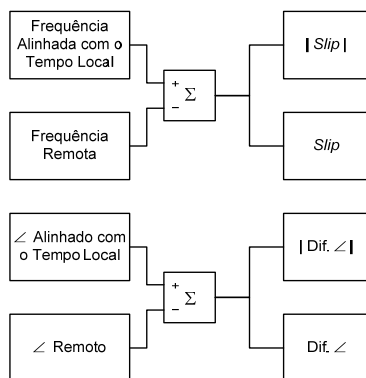 Frequência
Alinhada com o
Tempo Local
+
−
Σ
| Slip |
Frequência
Remota
Slip
∠ Alinhado com
o Tempo Local
+
−
Σ
| Dif. ∠ |
∠ Remoto
Dif. ∠